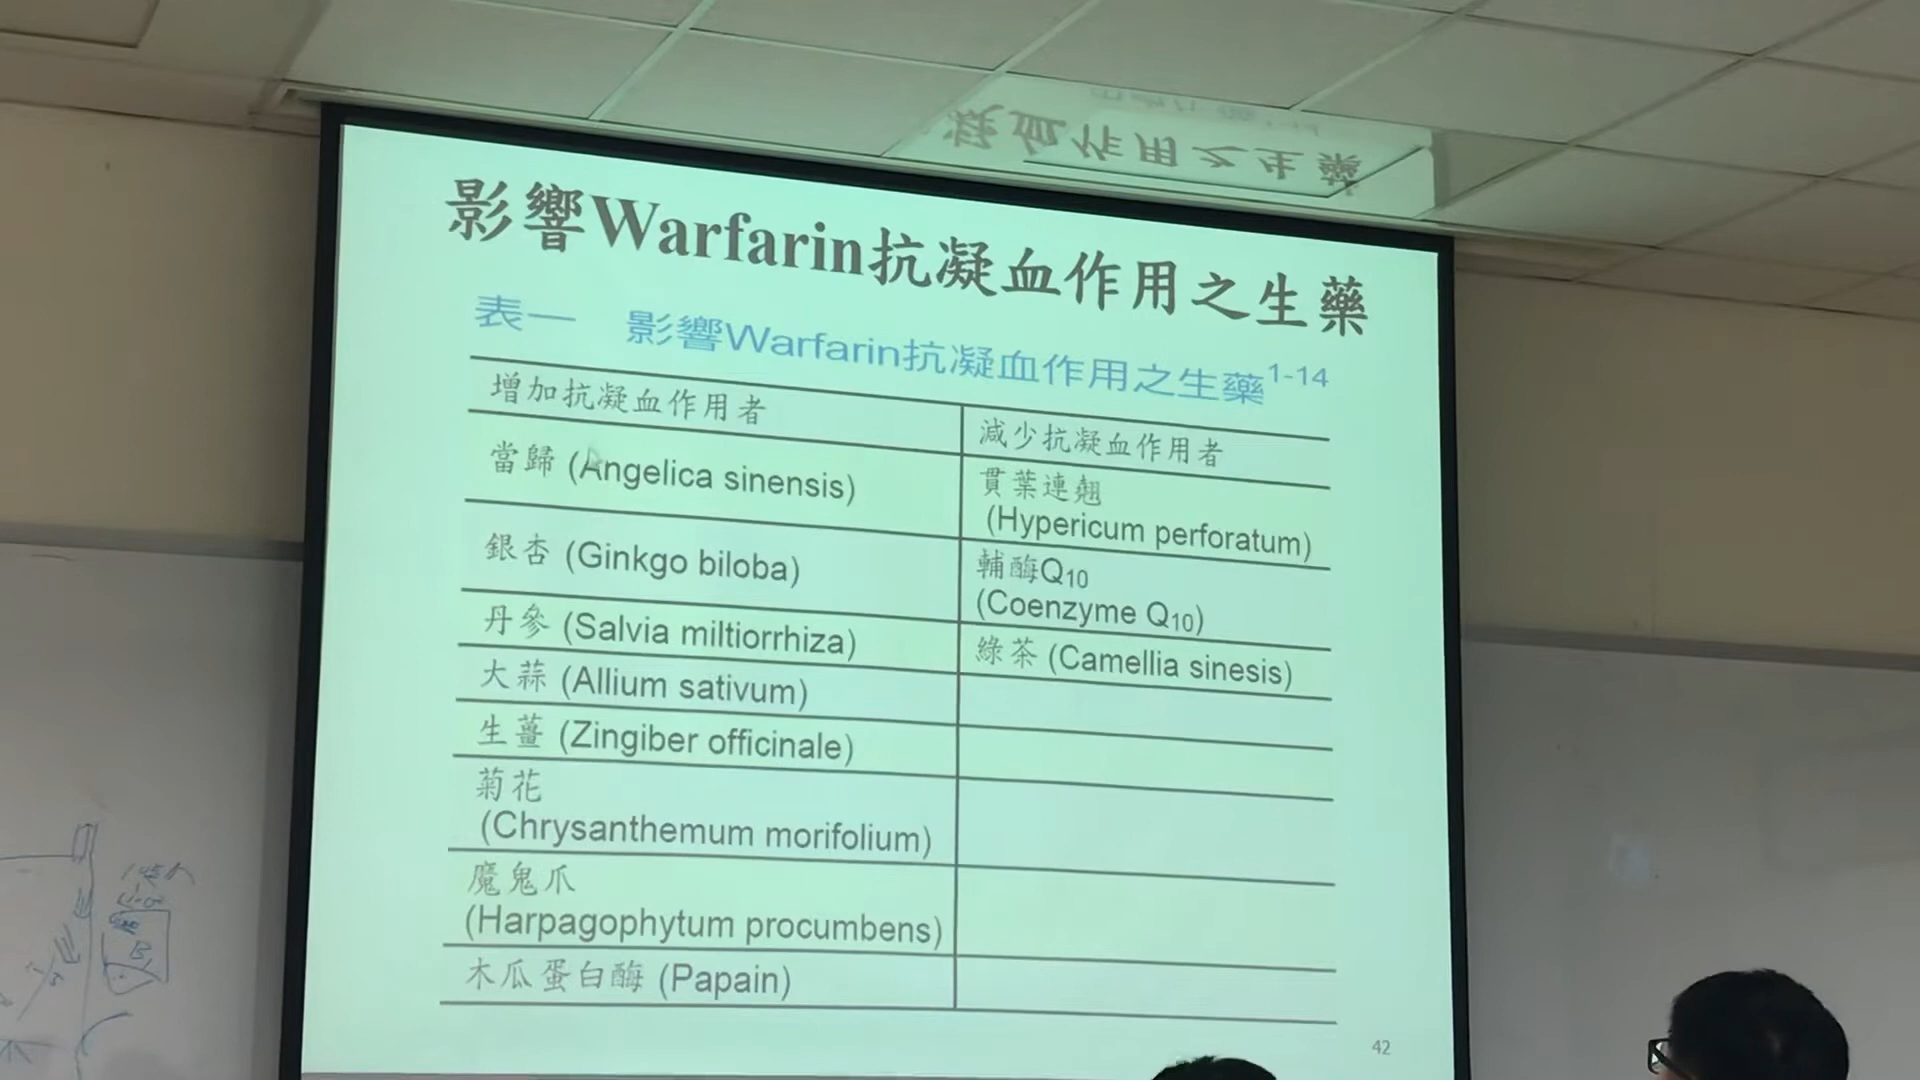 影響Warfarin抗凝血作用之生藥
表一 影響Warfarin抗凝血作用之生藥1-14
增加抗凝血作用者
減少抗凝血作用者
當歸 (Angelica sinensis)
貫葉連翹
(Hypericum perforatum)
銀杏 (Ginkgo biloba)
輔酶Q10
(Coenzyme Q10)
丹參 (Salvia miltiorrhiza)
綠茶 (Camellia sinesis)
大蒜 (Allium sativum)
生薑 (Zingiber officinale)
菊花
(Chrysanthemum morifolium)
魔鬼爪
(Harpagophytum procumbens)
木瓜蛋白酶 (Papain)
42